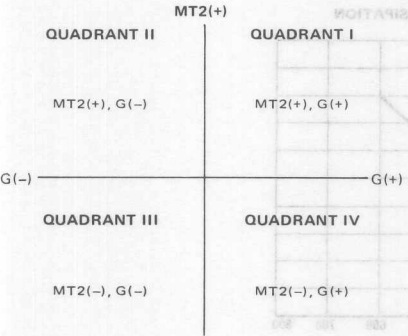 MT2(+)
QUADRANT II QUADRANT I
MT2(+), G(−) MT2(+), G(+)
G(−) G(+)
QUADRANT III QUADRANT IV
MT2(−), G(−) MT2(−), G(+)